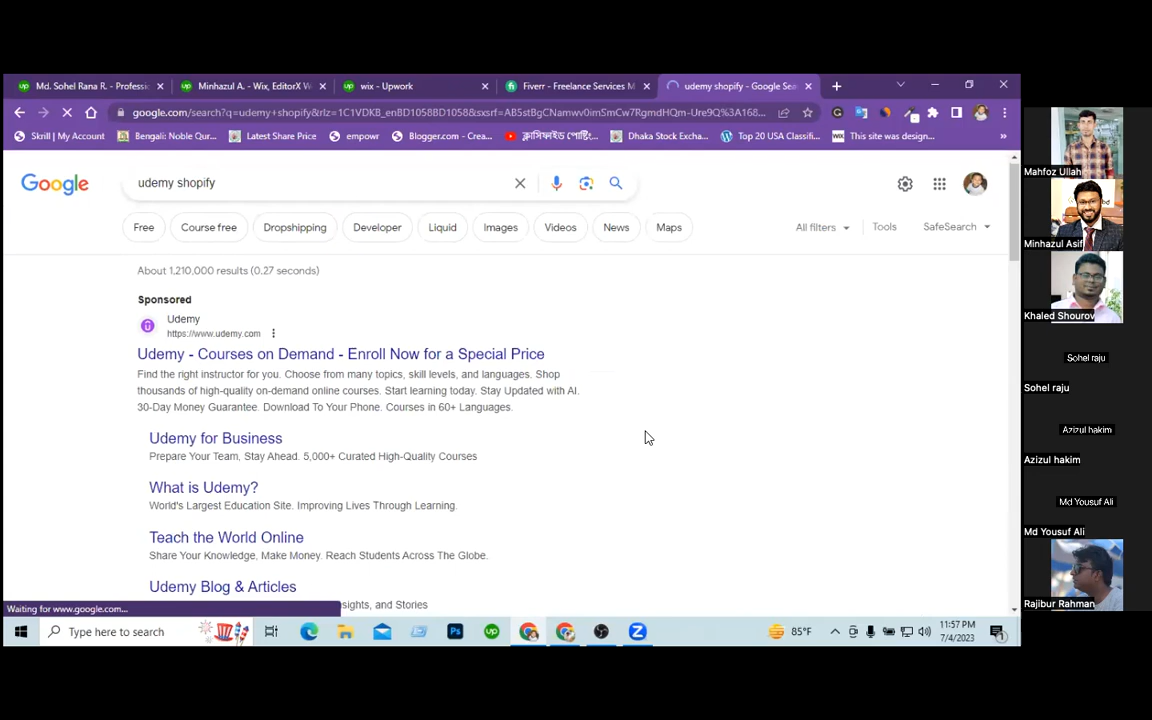 Md. Sohel Rana R. - Professi
Minhazul A. - Wix, EditorX W
wix - Upwork
Fiverr - Freelance Services M
udemy shopify - Google Sea
google.com/search?q=udemy+shopify&rlz=1C1VDKB_enBD1058BD1058&sxsrf=AB5stBgCNamwv0imSmCw7RgmdHQm-Ure9Q%3A168...
Skrill | My Account
Bengali: Noble Qur...
Latest Share Price
empowr
Blogger.com - Crea...
ক্লাসিফাইড পোস্টিং...
Dhaka Stock Excha...
Top 20 USA Classifi...
This site was design...
»
Google
udemy shopify
Free
Course free
Dropshipping
Developer
Liquid
Images
Videos
News
Maps
All filters
Tools
SafeSearch
About 1,210,000 results (0.27 seconds)
Sponsored
Udemy
https://www.udemy.com
Udemy - Courses on Demand - Enroll Now for a Special Price
Find the right instructor for you. Choose from many topics, skill levels, and languages. Shop
thousands of high-quality on-demand online courses. Start learning today. Stay Updated with AI.
30-Day Money Guarantee. Download To Your Phone. Courses in 60+ Languages.
Udemy for Business
Prepare Your Team, Stay Ahead. 5,000+ Curated High-Quality Courses
What is Udemy?
World's Largest Education Site. Improving Lives Through Learning.
Teach the World Online
Share Your Knowledge, Make Money. Reach Students Across The Globe.
Udemy Blog & Articles
sights, and Stories
Waiting for www.google.com...
Type here to search
Ps
up
85°F
11:57 PM
7/4/2023
Mahfoz Ullah
Minhazul Asif
Khaled Shourov
Sohel raju
Sohel raju
Azizul hakim
Azizul hakim
Md Yousuf Ali
Md Yousuf Ali
Rajibur Rahman